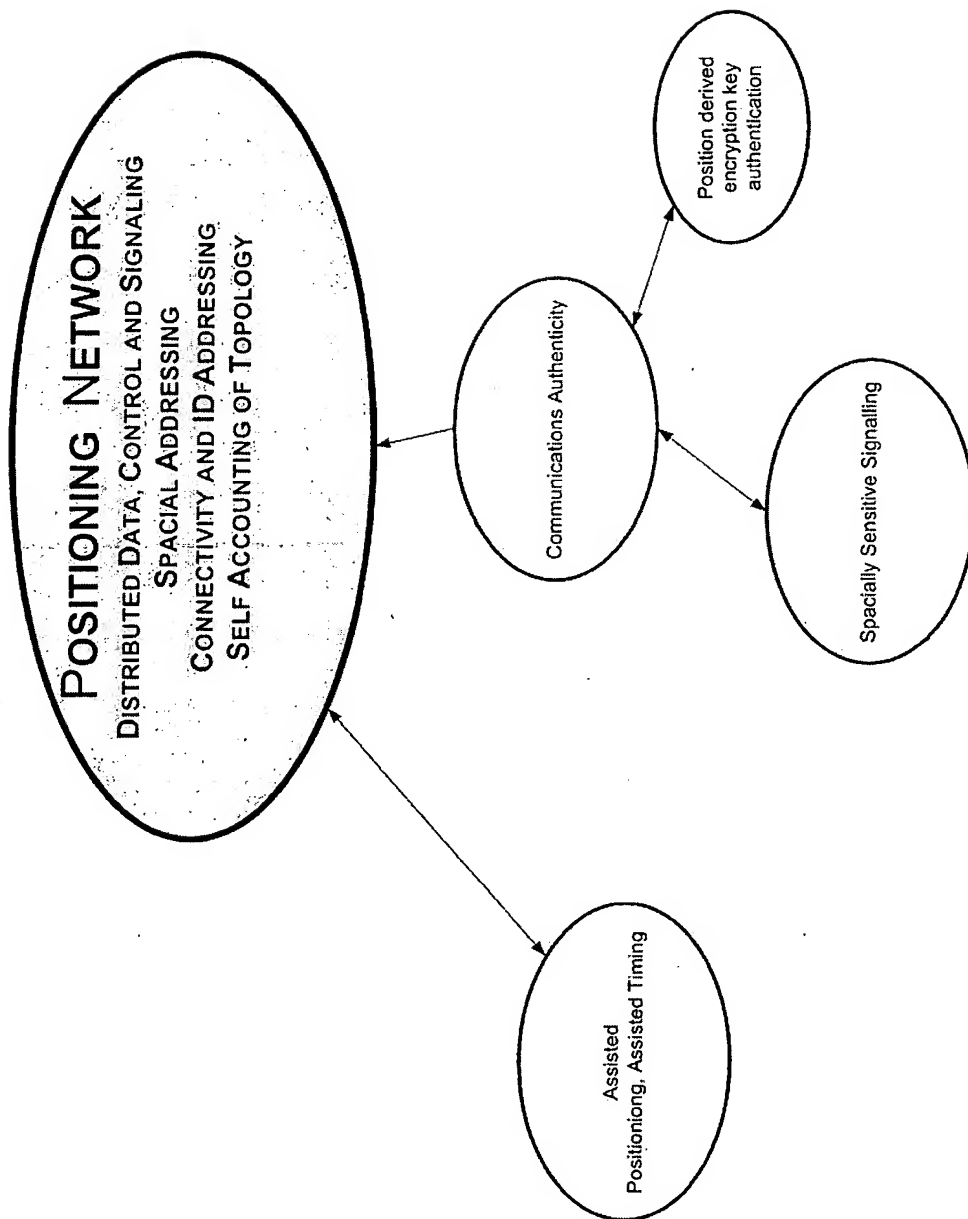 POSITIONING NETWORK
DISTRIBUTED DATA, CONTROL AND SIGNALING
SPACIAL ADDRESSING
CONNECTIVITY AND ID ADDRESSING
SELF ACCOUNTING OF TOPOLOGY
Assisted
Positioniong, Assisted Timing
Communications Authenticity
Spacially Sensitive Signalling
Position derived
encryption key
authentication